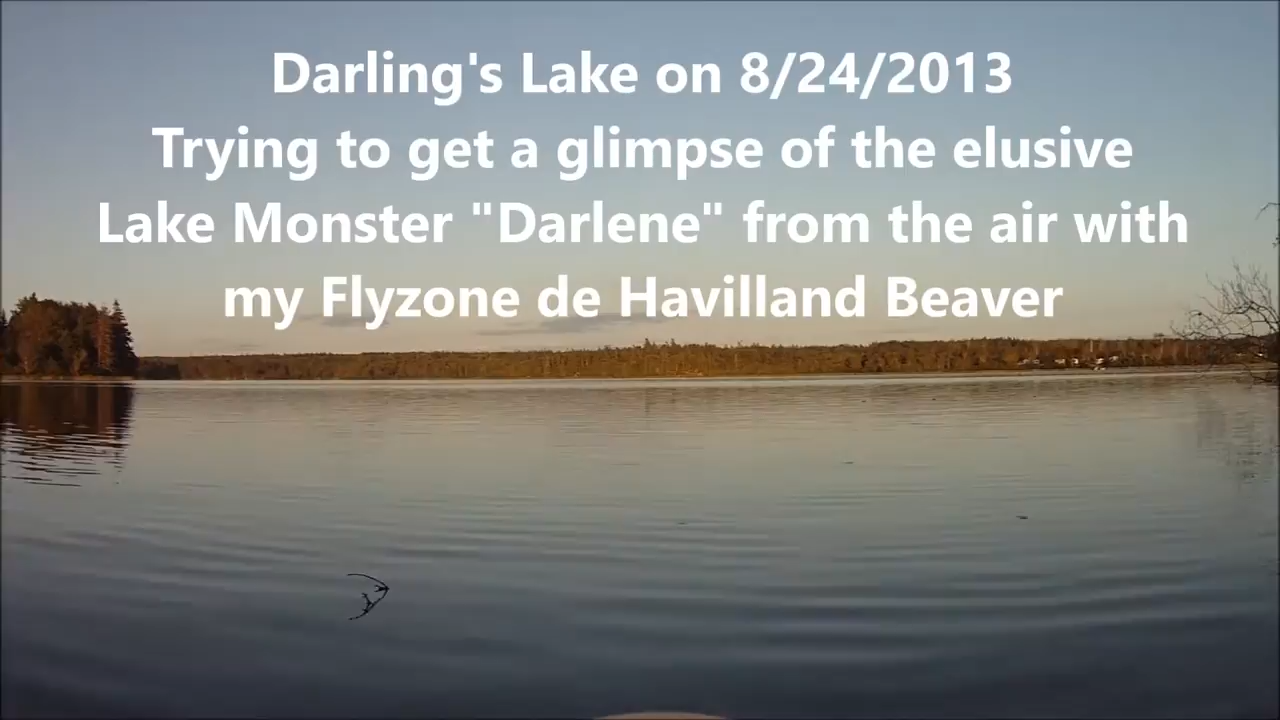 Darling's Lake on 8/24/2013
Trying to get a glimpse of the elusive
Lake Monster "Darlene" from the air with
my Flyzone de Havilland Beaver